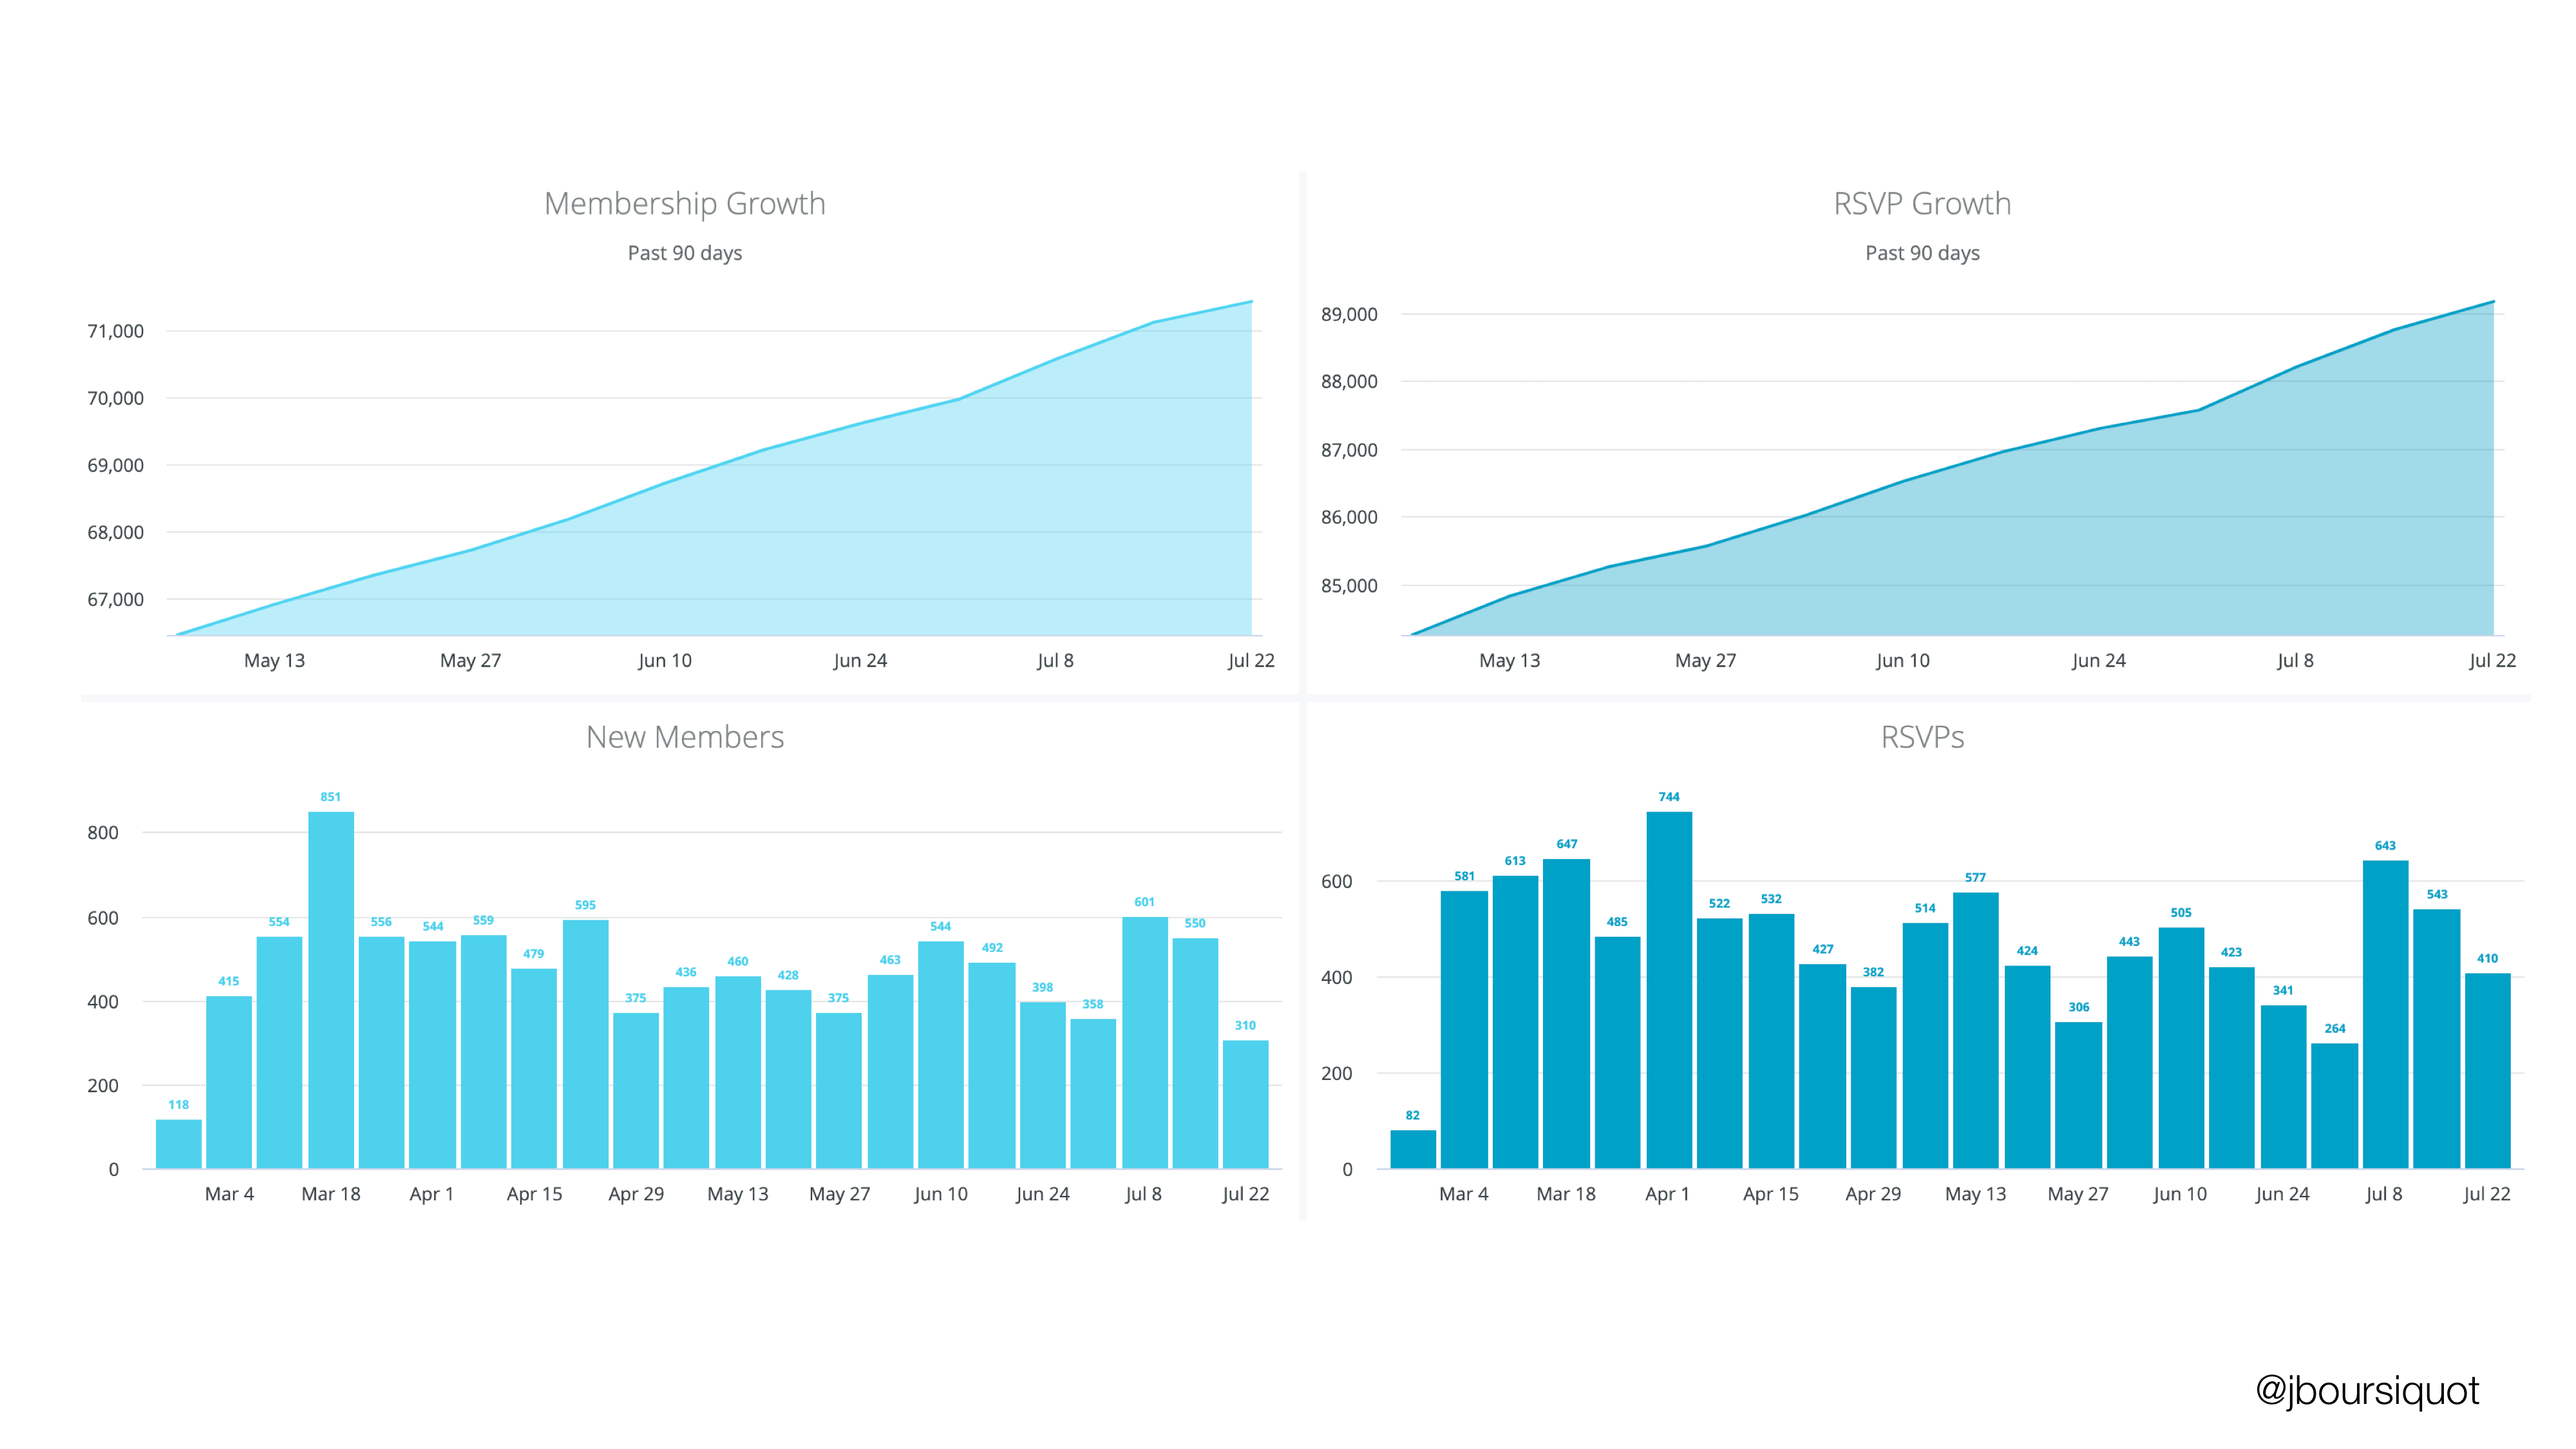 Membership Growth
Past 90 days
71,000
70,000
69,000
68,000
67,000
May 13 May 27 Jun 10 Jun 24 Jul 8 Jul 22
RSVP Growth
Past 90 days
89,000
88,000
87,000
86,000
85,000
May 13 May 27 Jun 10 Jun 24 Jul 8 Jul 22
New Members
800
600
400
200
0
118 415 554 851 556 544 559 479 595 375 436 460 428 375 463 544 492 398 358 601 550 310
Mar 4 Mar 18 Apr 1 Apr 15 Apr 29 May 13 May 27 Jun 10 Jun 24 Jul 8 Jul 22
RSVPs
600
400
200
0
82 581 613 647 485 744 522 532 427 382 514 577 424 306 443 505 423 341 264 643 543 410
Mar 4 Mar 18 Apr 1 Apr 15 Apr 29 May 13 May 27 Jun 10 Jun 24 Jul 8 Jul 22
@jboursiquot